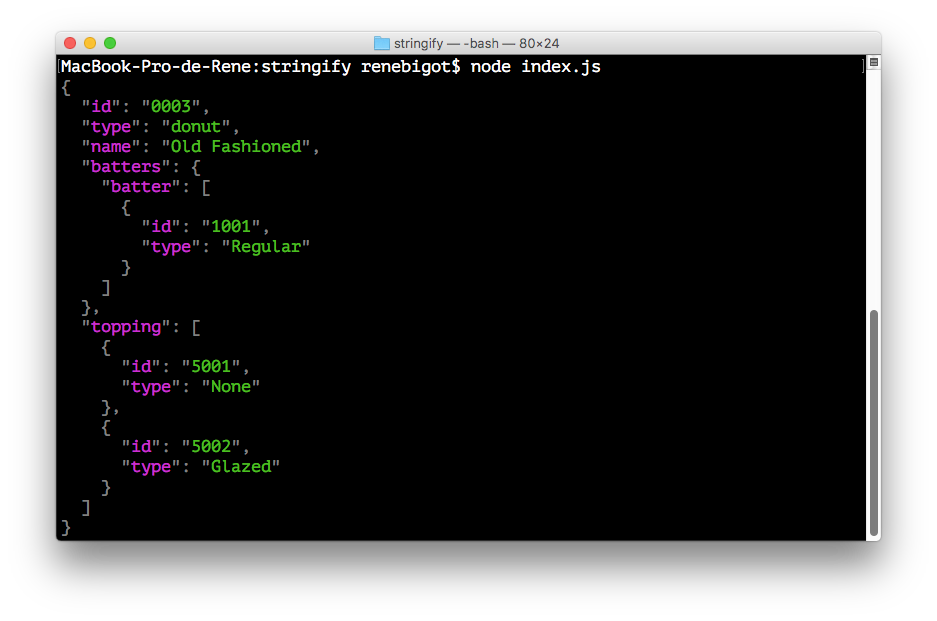 stringify — -bash — 80×24
MacBook-Pro-de-Rene:stringify renebigot$ node index.js
{
  "id": "0003",
  "type": "donut",
  "name": "Old Fashioned",
  "batters": {
    "batter": [
      {
        "id": "1001",
        "type": "Regular"
      }
    ]
  },
  "topping": [
    {
      "id": "5001",
      "type": "None"
    },
    {
      "id": "5002",
      "type": "Glazed"
    }
  ]
}